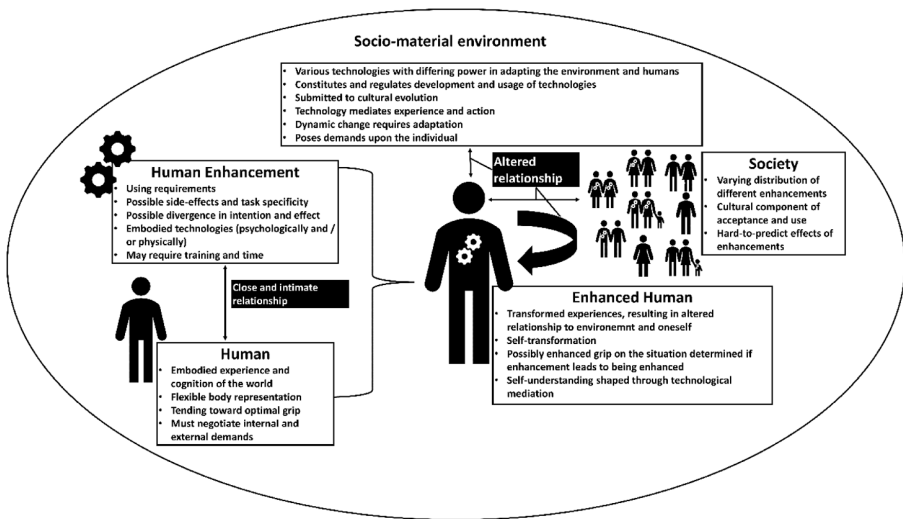 Socio-material environment
• Various technologies with differing power in adapting the environment and humans
• Constitutes and regulates development and usage of technologies
• Submitted to cultural evolution
• Technology mediates experience and action
• Dynamic change requires adaptation
• Poses demands upon the individual
Human Enhancement
• Using requirements
• Possible side-effects and task specificity
• Possible divergence in intention and effect
• Embodied technologies (psychologically and /
or physically)
• May require training and time
Altered
relationship
Society
• Varying distribution of
different enhancements
• Cultural component of
acceptance and use
• Hard-to-predict effects of
enhancements
Close and intimate
relationship
Human
• Embodied experience and
cognition of the world
• Flexible body representation
• Tending toward optimal grip
• Must negotiate internal and
external demands
Enhanced Human
• Transformed experiences, resulting in altered
relationship to environemnt and oneself
• Self-transformation
• Possibly enhanced grip on the situation determined if
enhancement leads to being enhanced
• Self-understanding shaped through technological
mediation